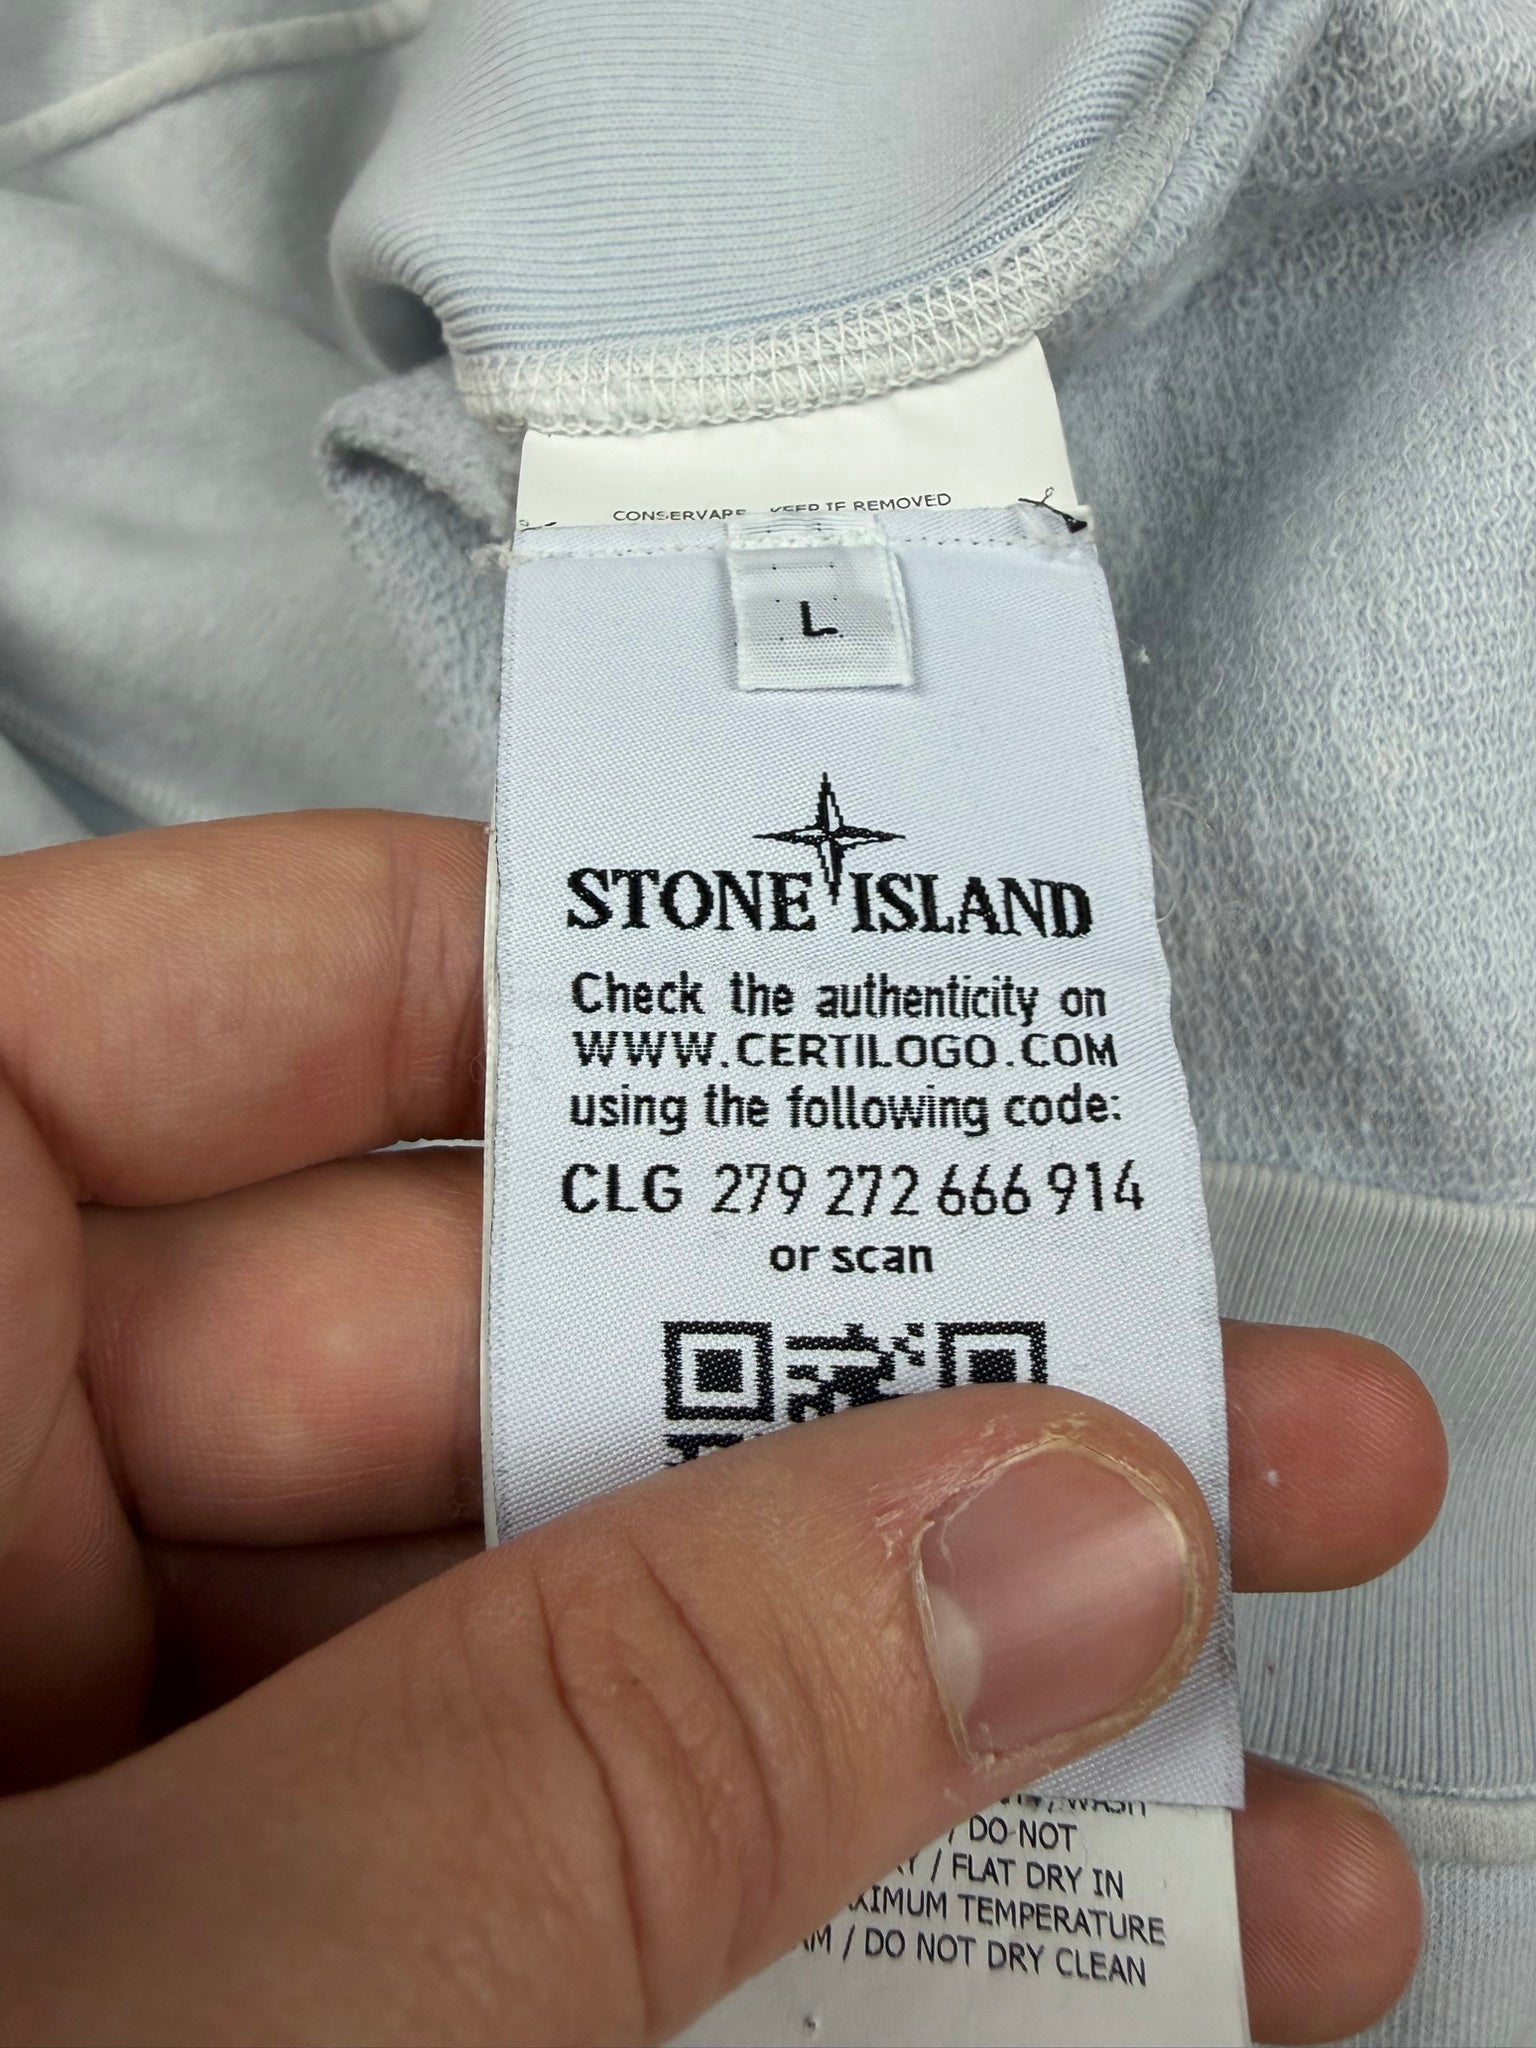 CONSERVARE KEEP IF REMOVED
L
STONE ISLAND
Check the authenticity on
WWW.CERTILOGO.COM
using the following code:
CLG 279 272 666 914
or scan
/ WASH
/ DO NOT
/ FLAT DRY IN
TEMPERATURE
/ DO NOT DRY CLEAN